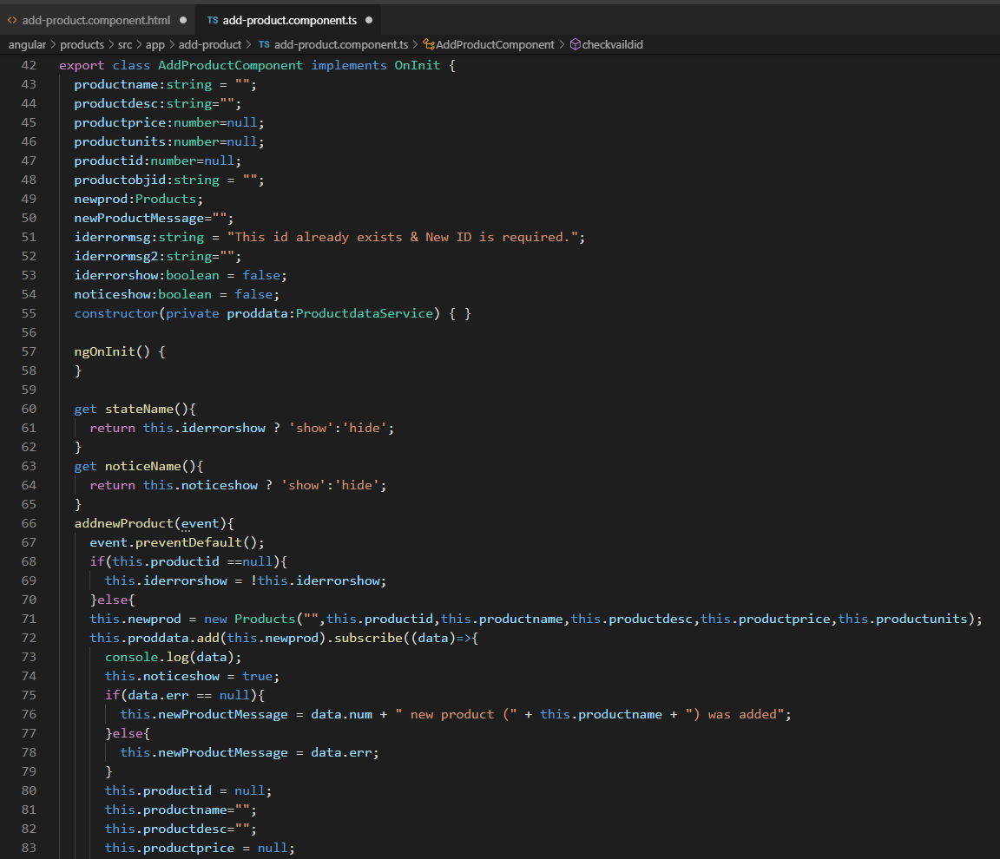 <> add-product.component.html ● TS add-product.component.ts ●
angular > products > src > app > add-product > TS add-product.component.ts > AddProductComponent > checkvaildid
42 export class AddProductComponent implements OnInit {
43 productname:string = "";
44 productdesc:string="";
45 productprice:number=null;
46 productunits:number=null;
47 productid:number=null;
48 productobjid:string = "";
49 newprod:Products;
50 newProductMessage="";
51 iderrormsg:string = "This id already exists & New ID is required.";
52 iderrormsg2:string="";
53 iderrorshow:boolean = false;
54 noticeshow:boolean = false;
55 constructor(private proddata:ProductdataService) { }
56
57 ngOnInit() {
58 }
59
60 get stateName(){
61 return this.iderrorshow ? 'show':'hide';
62 }
63 get noticeName(){
64 return this.noticeshow ? 'show':'hide';
65 }
66 addnewProduct(event){
67 event.preventDefault();
68 if(this.productid ==null){
69 this.iderrorshow = !this.iderrorshow;
70 }else{
71 this.newprod = new Products("",this.productid,this.productname,this.productdesc,this.productprice,this.productunits);
72 this.proddata.add(this.newprod).subscribe((data)=>{
73 console.log(data);
74 this.noticeshow = true;
75 if(data.err == null){
76 this.newProductMessage = data.num + " new product (" + this.productname + ") was added";
77 }else{
78 this.newProductMessage = data.err;
79 }
80 this.productid = null;
81 this.productname="";
82 this.productdesc="";
83 this.productprice = null;